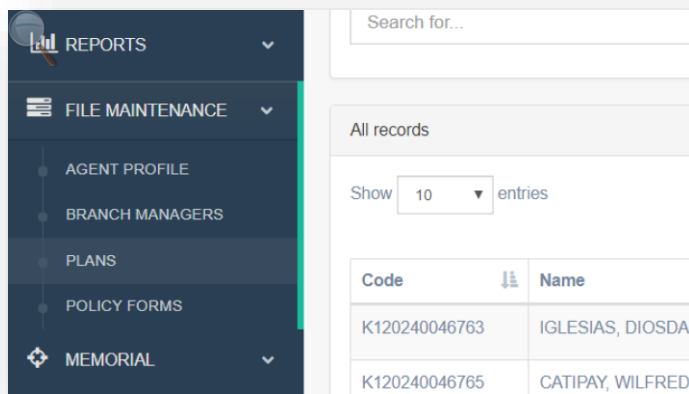 REPORTS
FILE MAINTENANCE
AGENT PROFILE
BRANCH MANAGERS
PLANS
POLICY FORMS
MEMORIAL
Search for...
All records
Show 10 entries
Code Name
K120240046763 IGLESIAS, DIOSDA
K120240046765 CATIPAY, WILFRED